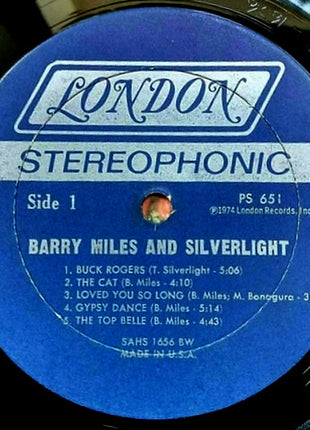 LONDON
STEREOPHONIC
Side 1
PS 651
℗1974 London Records, Inc.
BARRY MILES AND SILVERLIGHT
1. BUCK ROGERS (T. Silverlight - 5:06)
2. THE CAT (B. Miles - 4:10)
3. LOVED YOU SO LONG (B. Miles; M. Bonagura - 3
4. GYPSY DANCE (B. Miles - 5:14)
5. THE TOP BELLE (B. Miles - 4:43)
SAHS 1656 BW
MADE IN U.S.A.